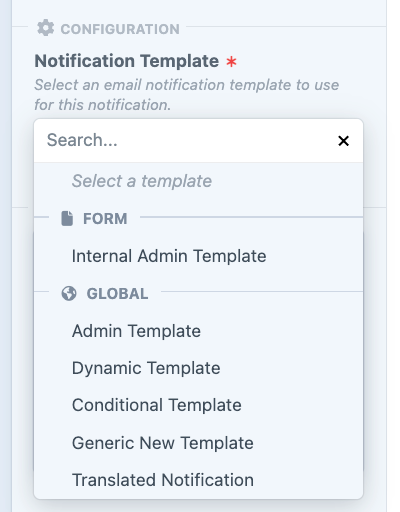 CONFIGURATION
Notification Template *
Select an email notification template to use
for this notification.
Search...
Select a template
FORM
Internal Admin Template
GLOBAL
Admin Template
Dynamic Template
Conditional Template
Generic New Template
Translated Notification